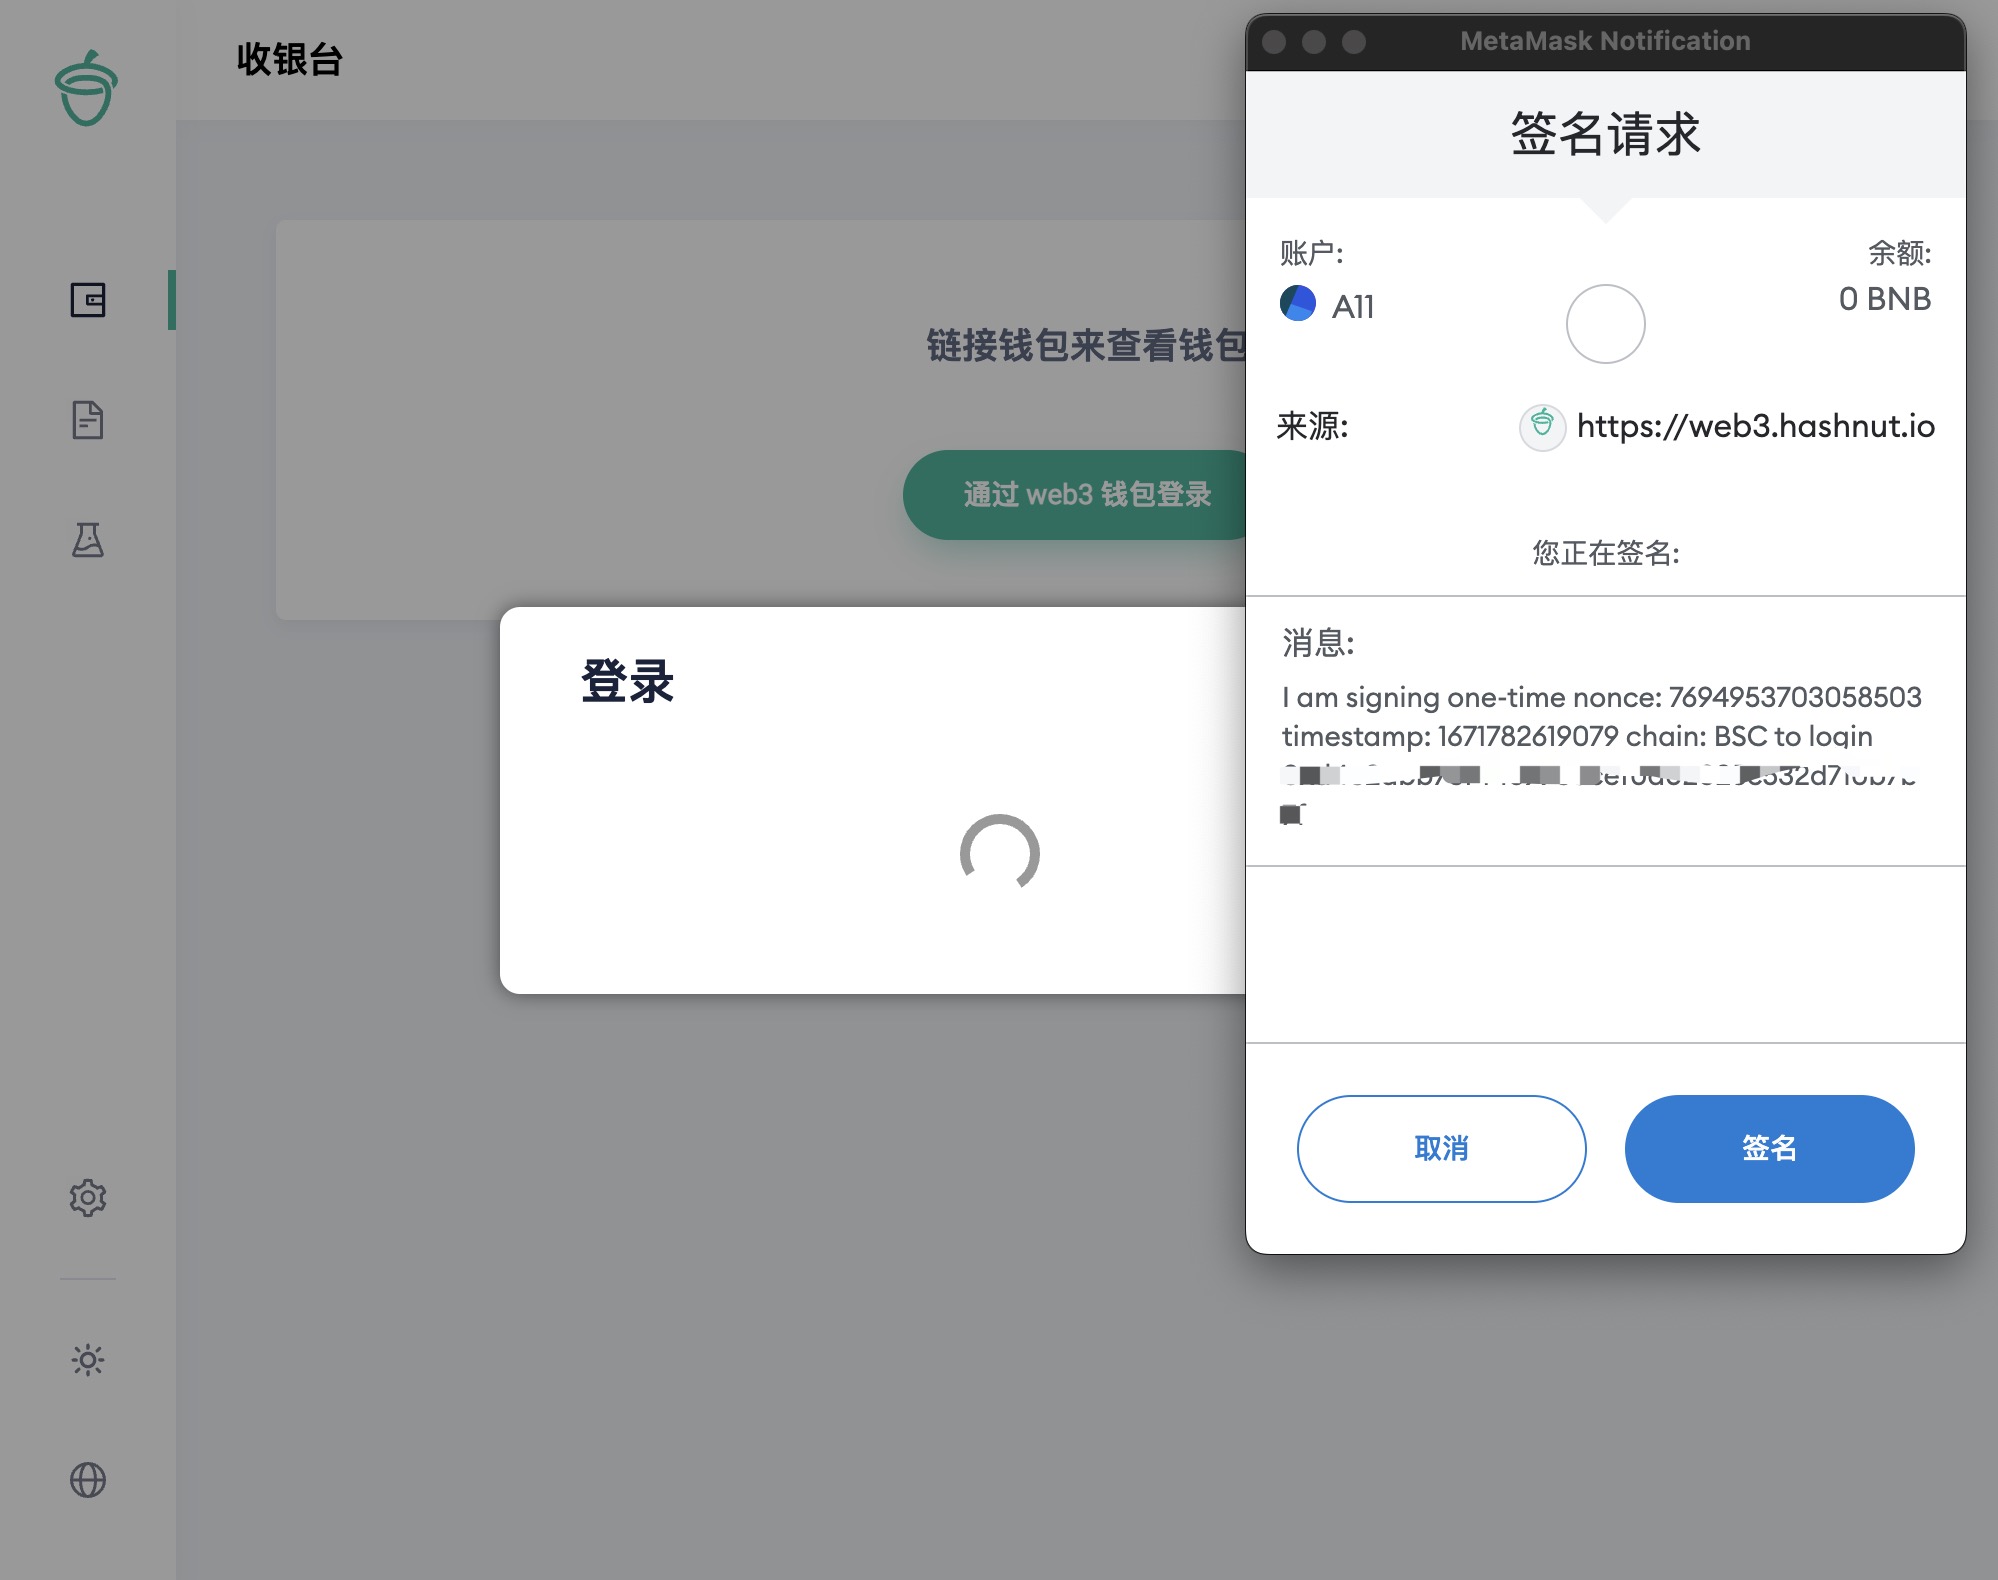 收银台
链接钱包来查看钱包
通过 web3 钱包登录
登录
MetaMask Notification
签名请求
账户:
余额:
A11
0 BNB
来源:
https://web3.hashnut.io
您正在签名:
消息:
I am signing one-time nonce: 7694953703058503
timestamp: 1671782619079 chain: BSC to login
取消
签名